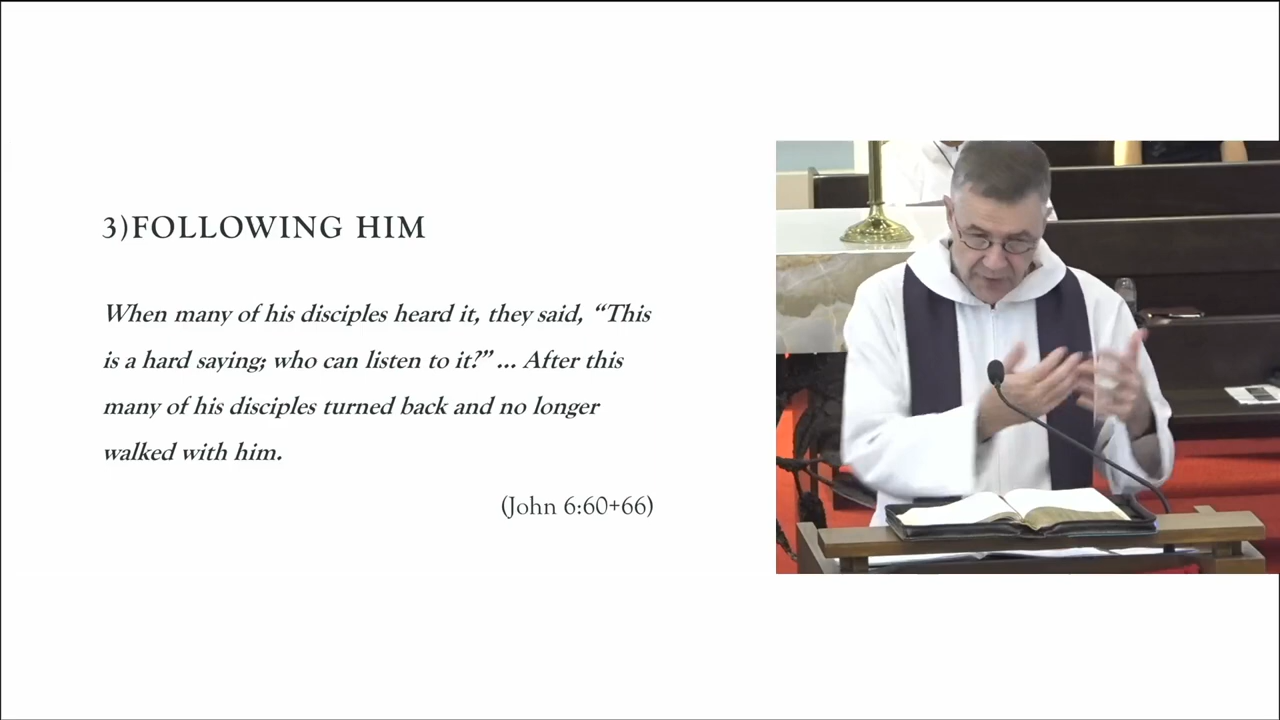 3)FOLLOWING HIM
When many of his disciples heard it, they said, “This
is a hard saying; who can listen to it?” ... After this
many of his disciples turned back and no longer
walked with him.
(John 6:60+66)